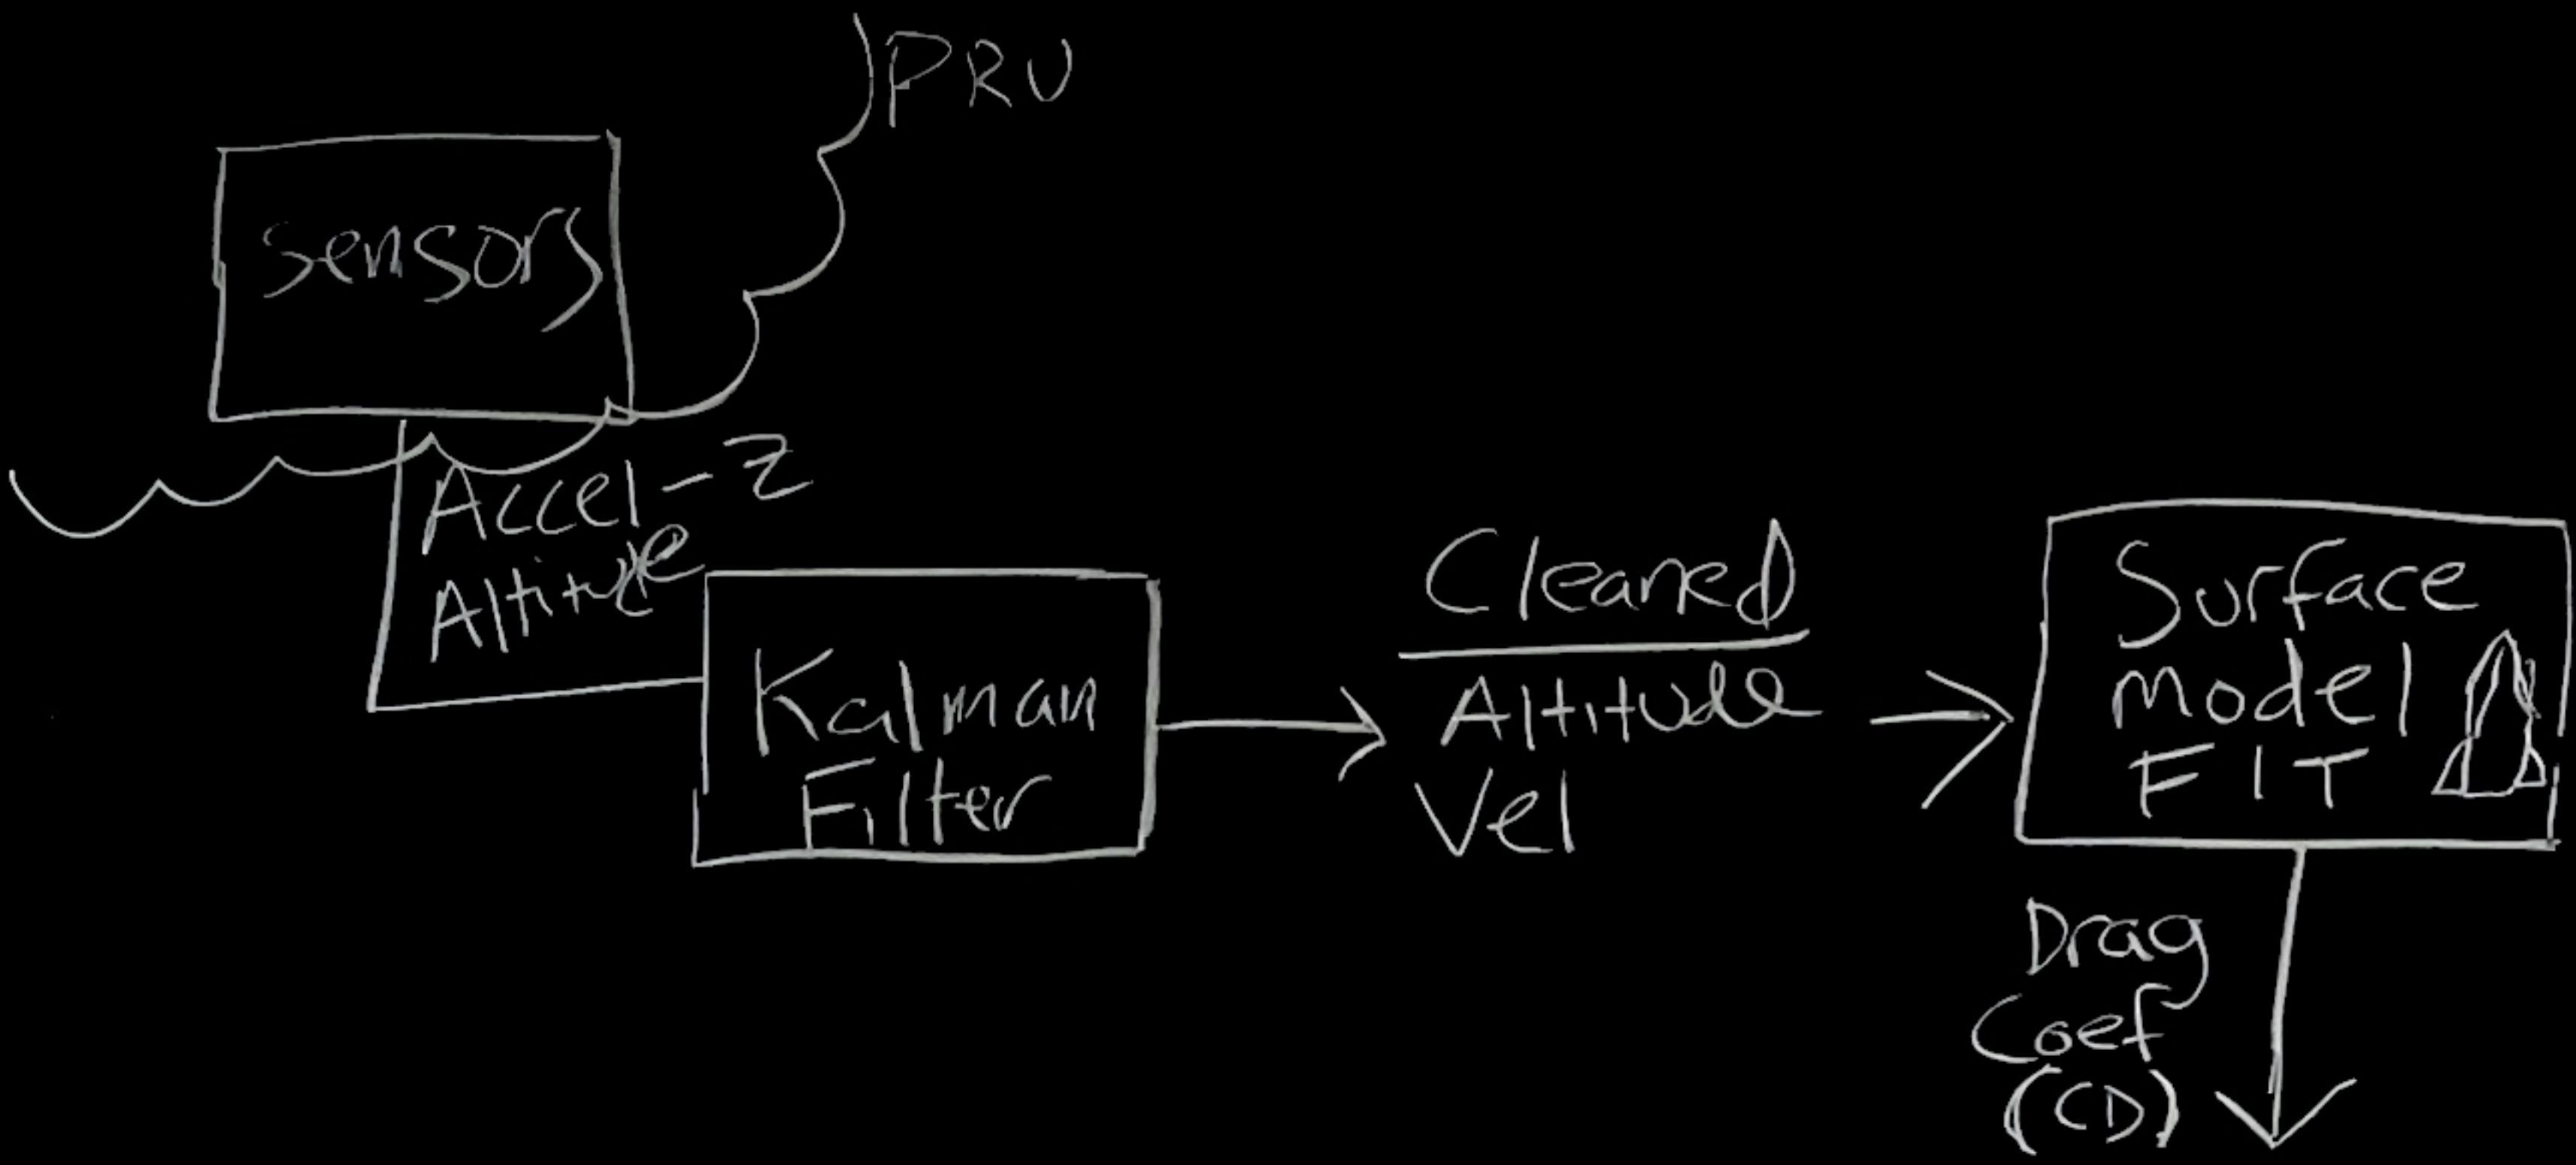 PRU
Sensors
Accel-Z
Altitude
Kalman
Filter
Cleaned
Altitude
Vel
Surface
Model
FIT
Drag
Coef
(CD)